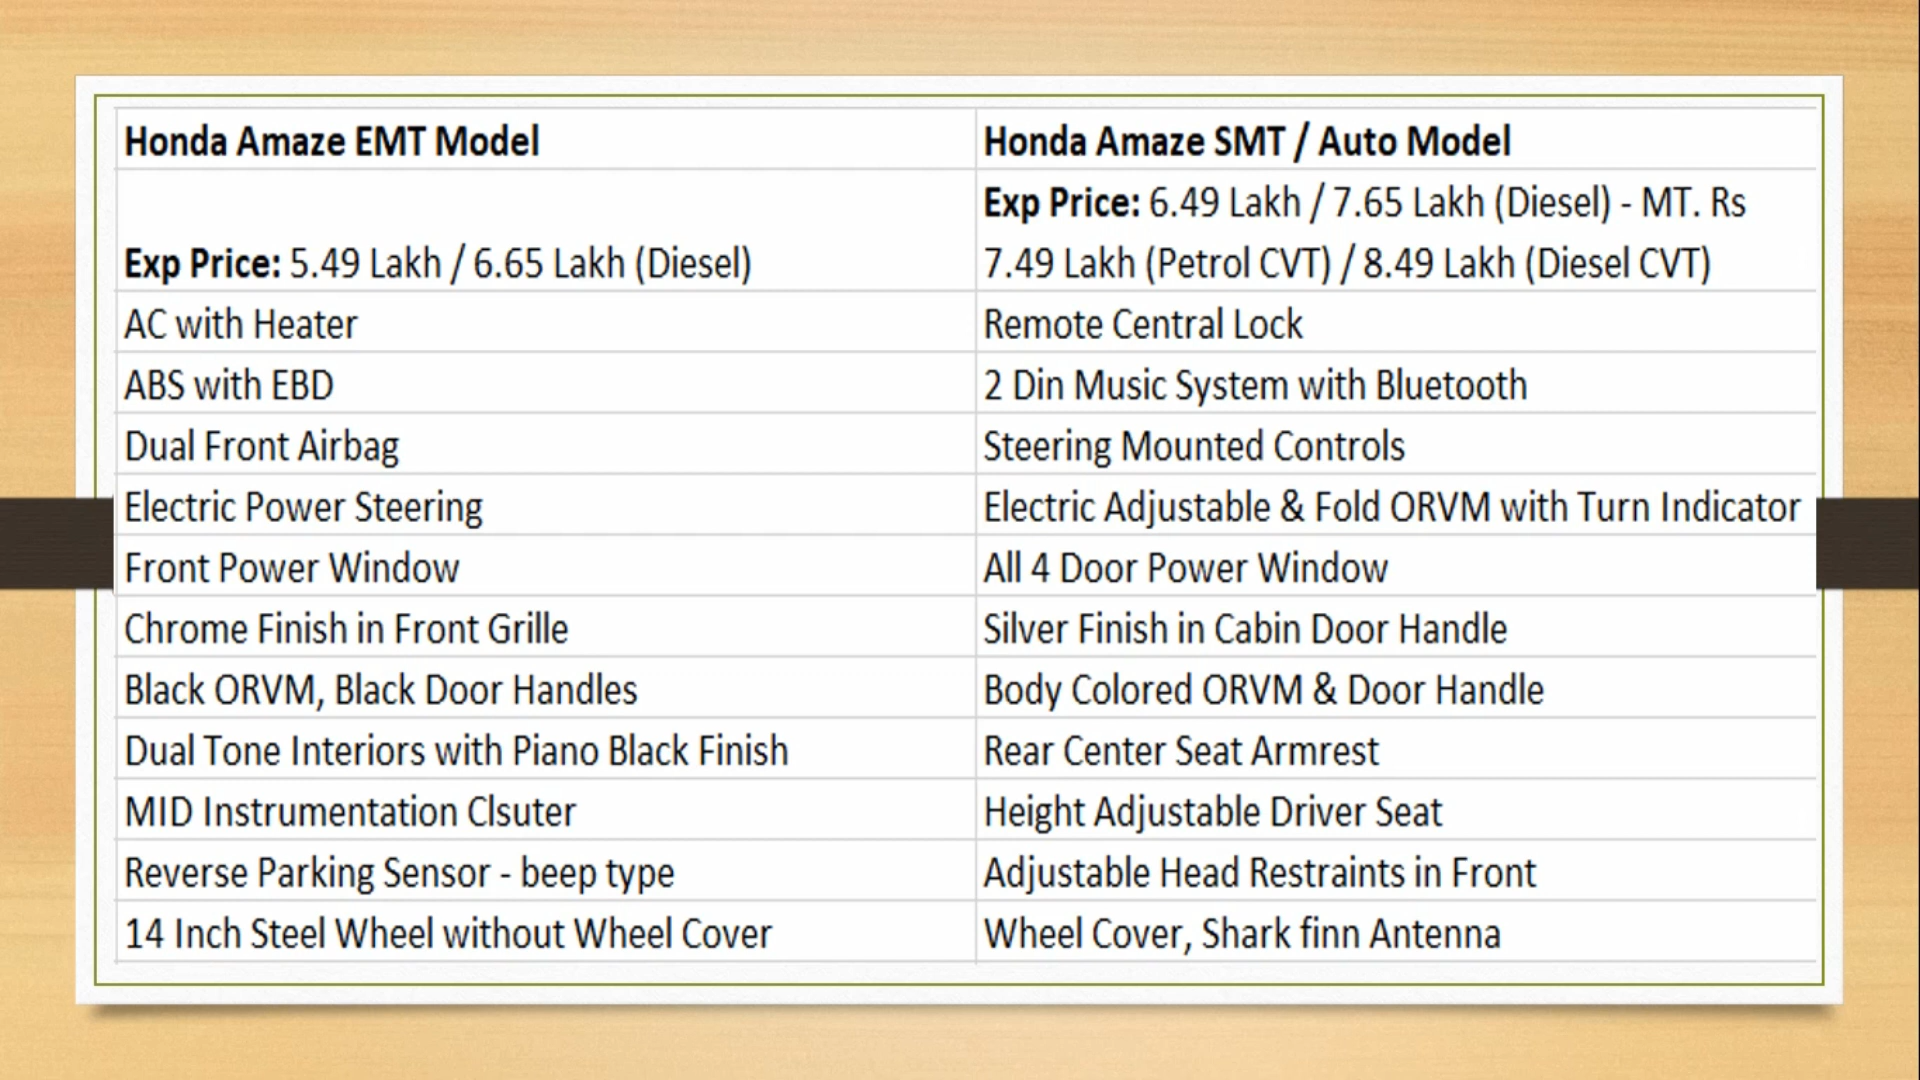 Honda Amaze EMT Model
Honda Amaze SMT / Auto Model
Exp Price: 5.49 Lakh / 6.65 Lakh (Diesel)
Exp Price: 6.49 Lakh / 7.65 Lakh (Diesel) - MT. Rs
7.49 Lakh (Petrol CVT) / 8.49 Lakh (Diesel CVT)
AC with Heater
Remote Central Lock
ABS with EBD
2 Din Music System with Bluetooth
Dual Front Airbag
Steering Mounted Controls
Electric Power Steering
Electric Adjustable & Fold ORVM with Turn Indicator
Front Power Window
All 4 Door Power Window
Chrome Finish in Front Grille
Silver Finish in Cabin Door Handle
Black ORVM, Black Door Handles
Body Colored ORVM & Door Handle
Dual Tone Interiors with Piano Black Finish
Rear Center Seat Armrest
MID Instrumentation Clsuter
Height Adjustable Driver Seat
Reverse Parking Sensor - beep type
Adjustable Head Restraints in Front
14 Inch Steel Wheel without Wheel Cover
Wheel Cover, Shark finn Antenna